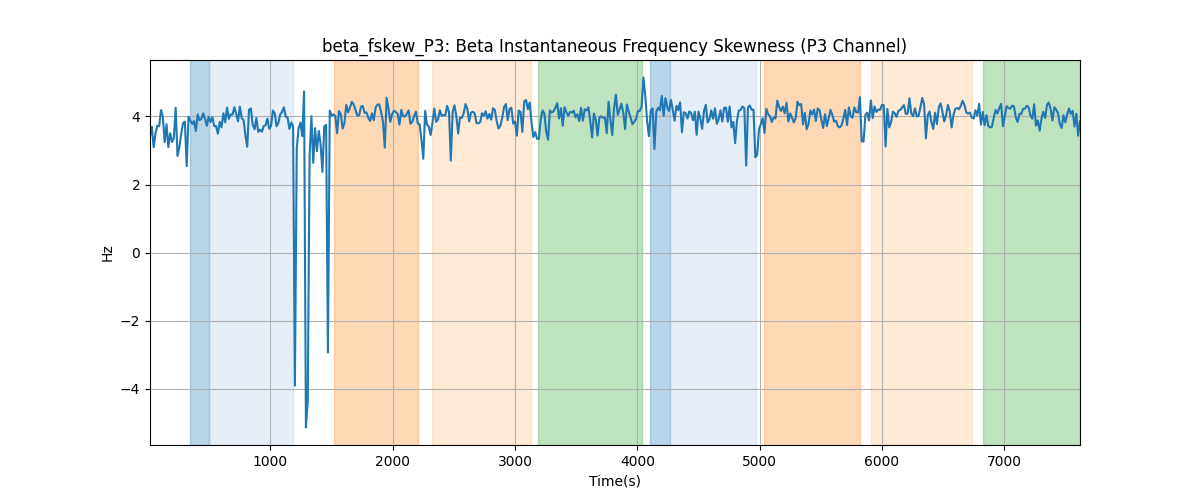 beta_fskew_P3: Beta Instantaneous Frequency Skewness (P3 Channel)
Hz
4
2
0
−2
−4
1000 2000 3000 4000 5000 6000 7000
Time(s)